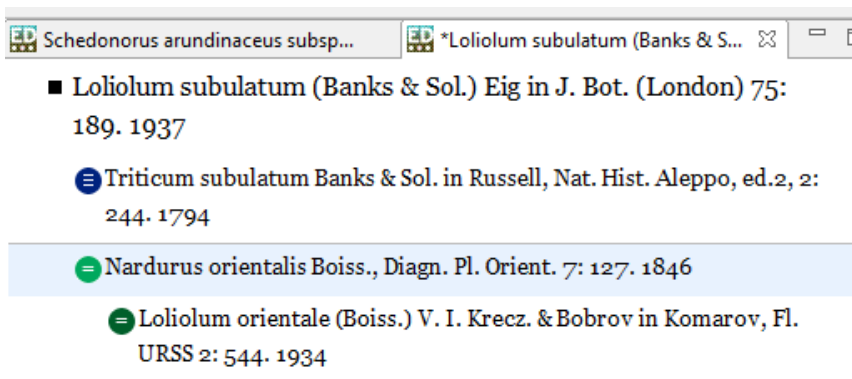 Schedonorus arundinaceus subsp...
*Loliolum subulatum (Banks & S...
Loliolum subulatum (Banks & Sol.) Eig in J. Bot. (London) 75:
189. 1937
Triticum subulatum Banks & Sol. in Russell, Nat. Hist. Aleppo, ed.2, 2:
244. 1794
Nardurus orientalis Boiss., Diagn. Pl. Orient. 7: 127. 1846
Loliolum orientale (Boiss.) V. I. Krecz. & Bobrov in Komarov, Fl.
URSS 2: 544. 1934